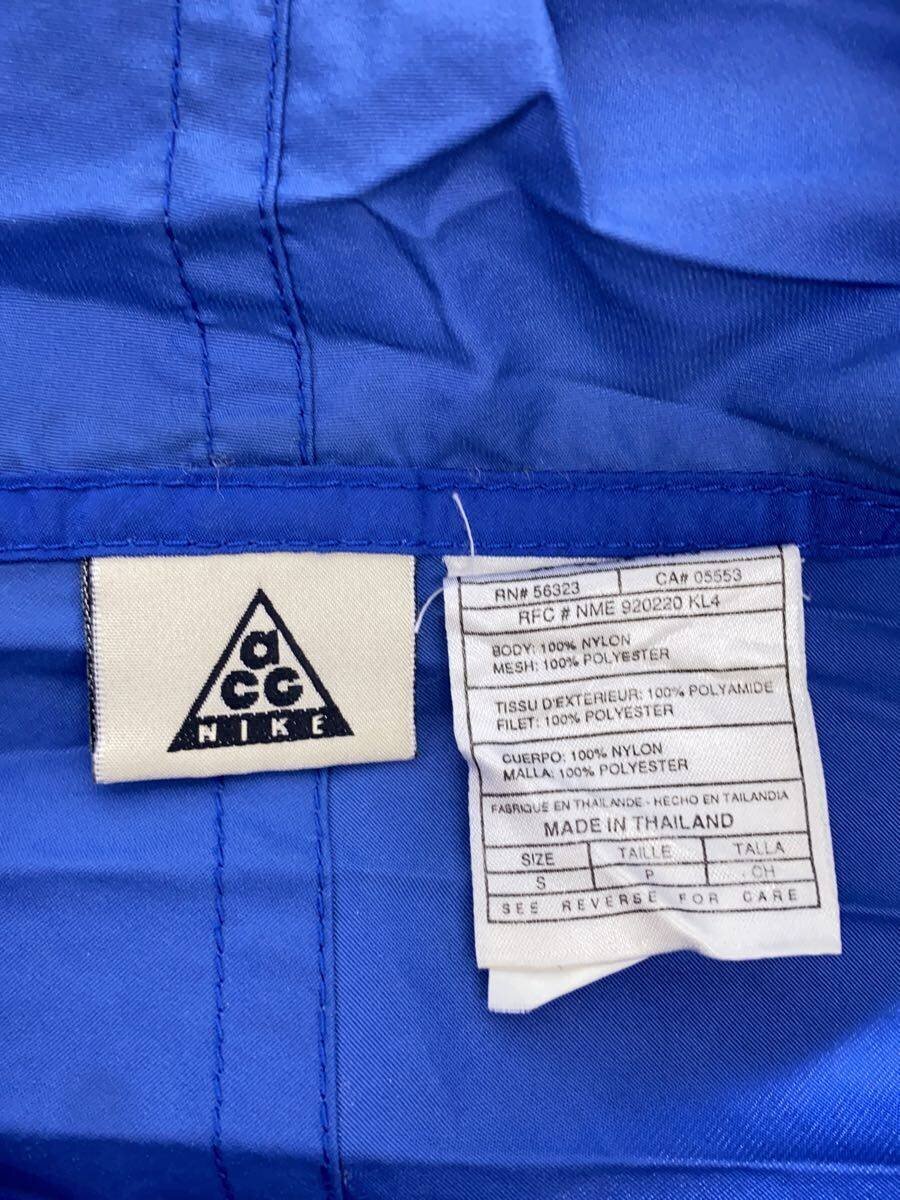 acg
NIKE
RN# 56323 CA# 05553
RFC # NME 920220 KL4
BODY: 100% NYLON
MESH: 100% POLYESTER
TISSU D'EXTERIEUR: 100% POLYAMIDE
FILET: 100% POLYESTER
CUERPO: 100% NYLON
MALLA: 100% POLYESTER
FABRIQUE EN THAILANDE - HECHO EN TAILANDIA
MADE IN THAILAND
SIZE TAILLE TALLA
S P CH
SEE REVERSE FOR CARE